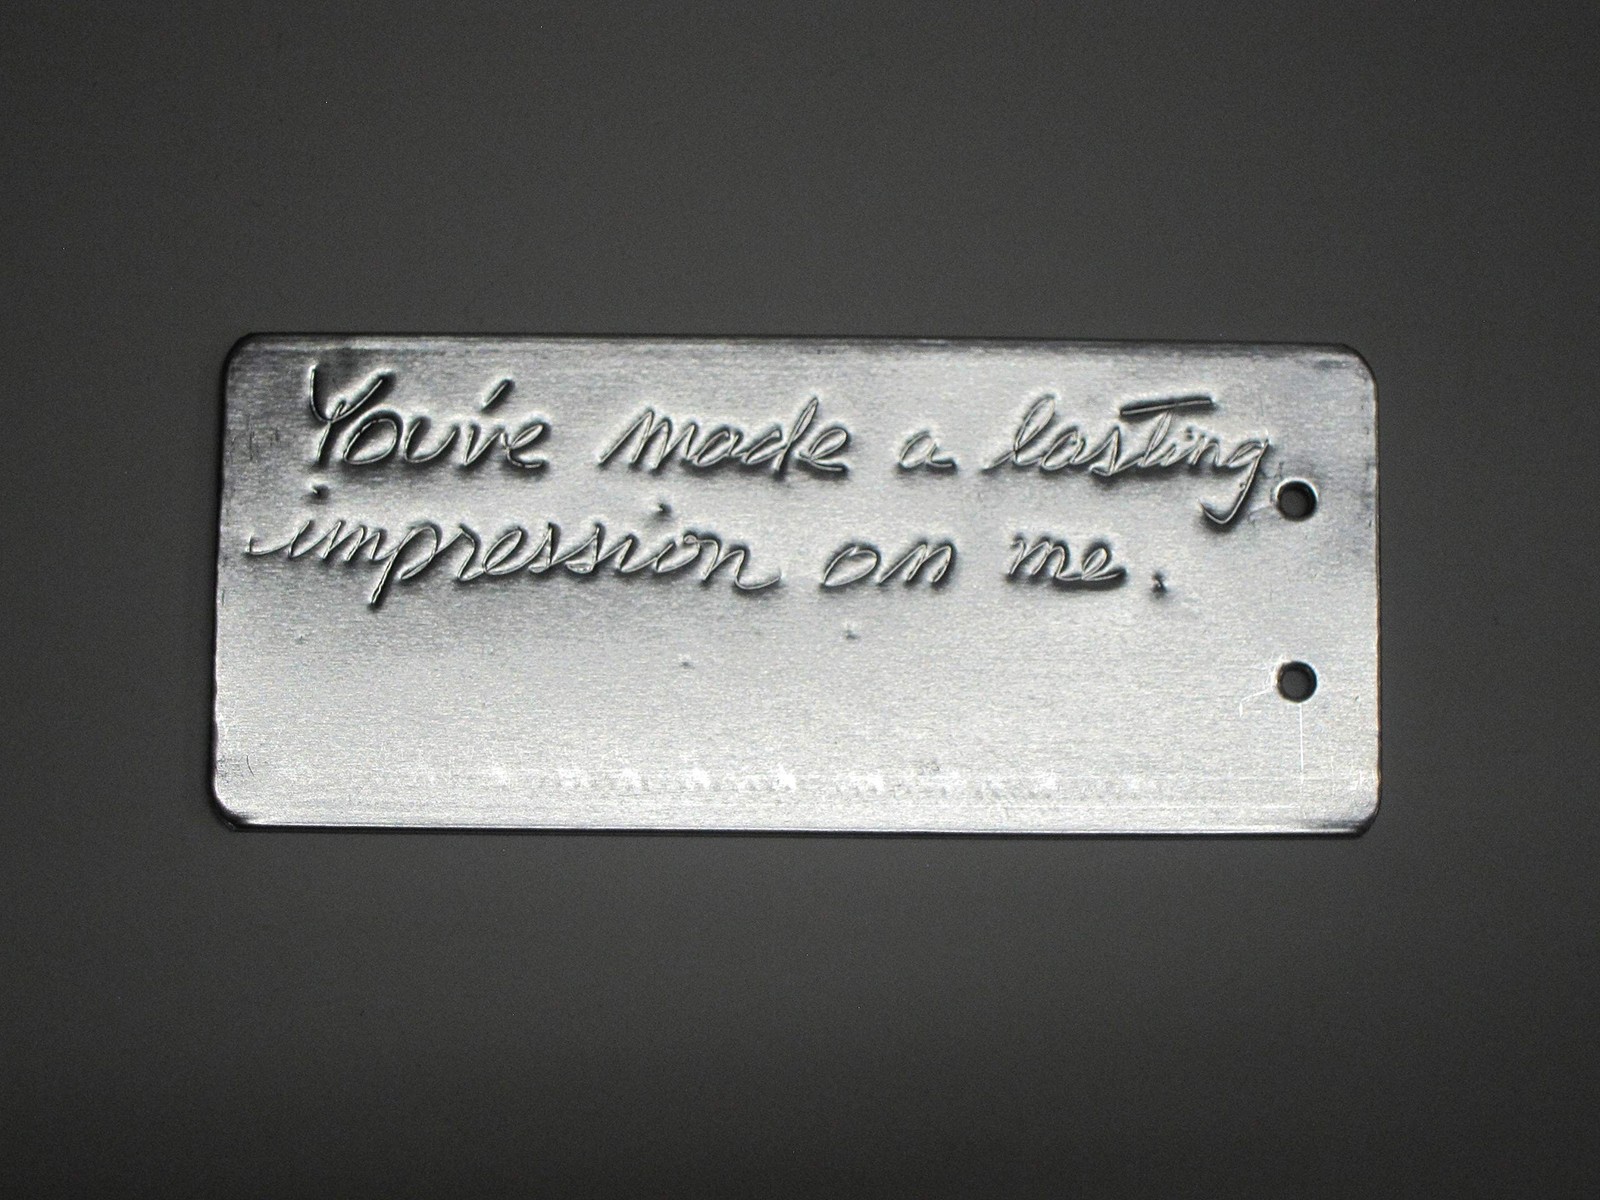 You've made a lasting
impression on me.